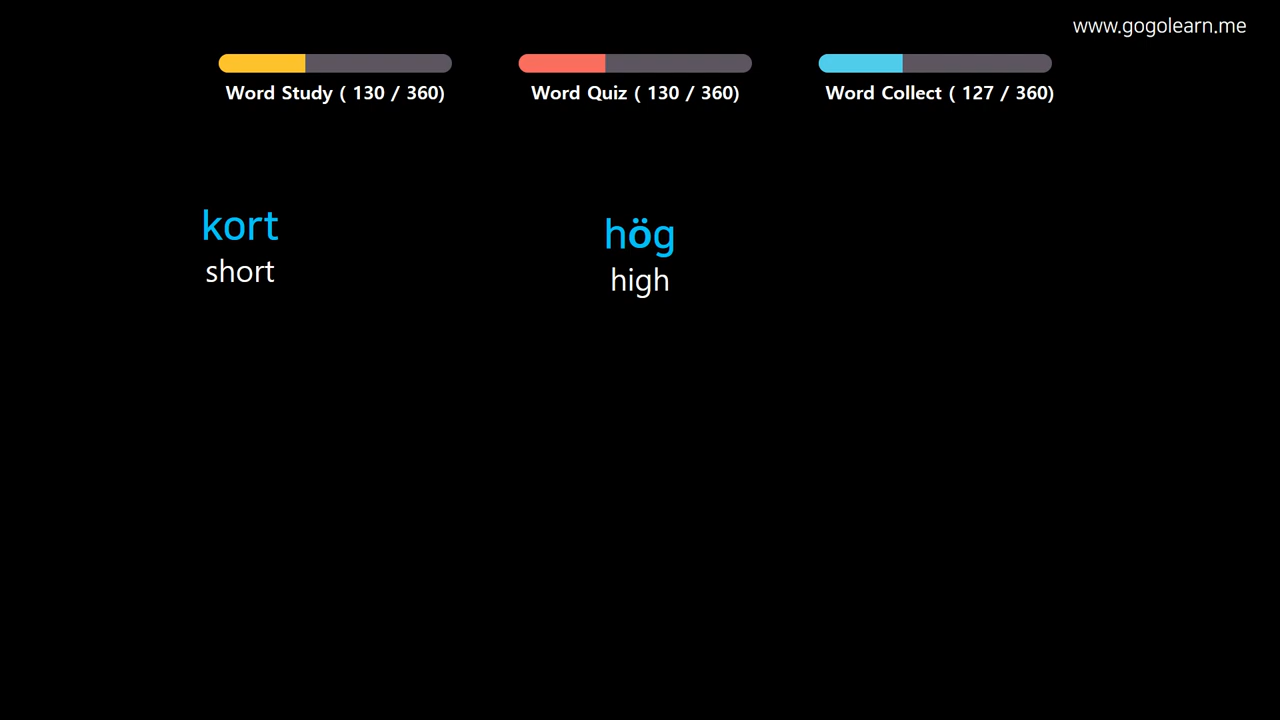 www.gogolearn.me
Word Study ( 130 / 360)
Word Quiz ( 130 / 360)
Word Collect ( 127 / 360)
kort
short
hög
high